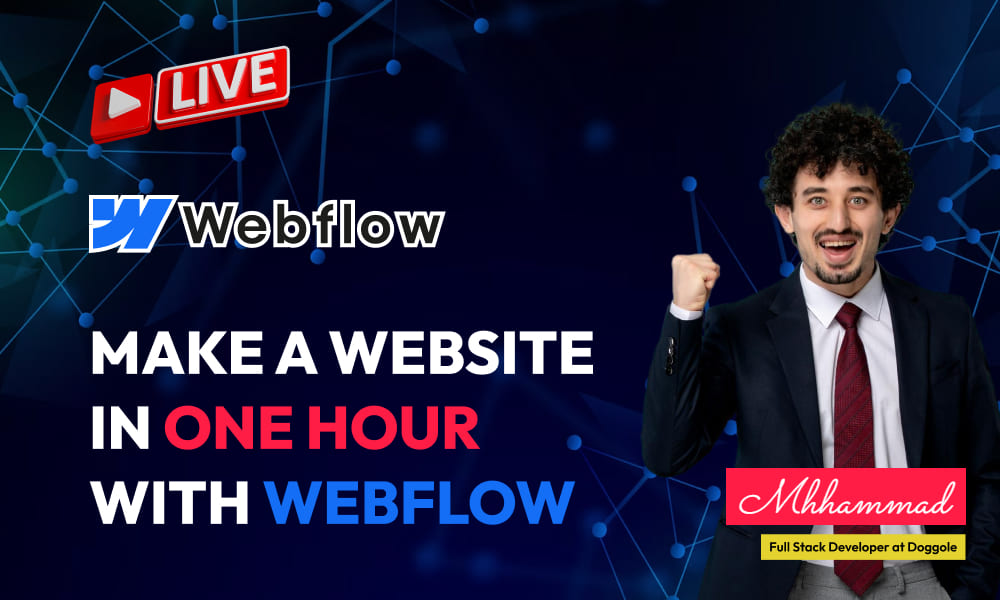 LIVE
Webflow
MAKE A WEBSITE
IN ONE HOUR
WITH WEBFLOW
Mhhammad
Full Stack Developer at Doggole